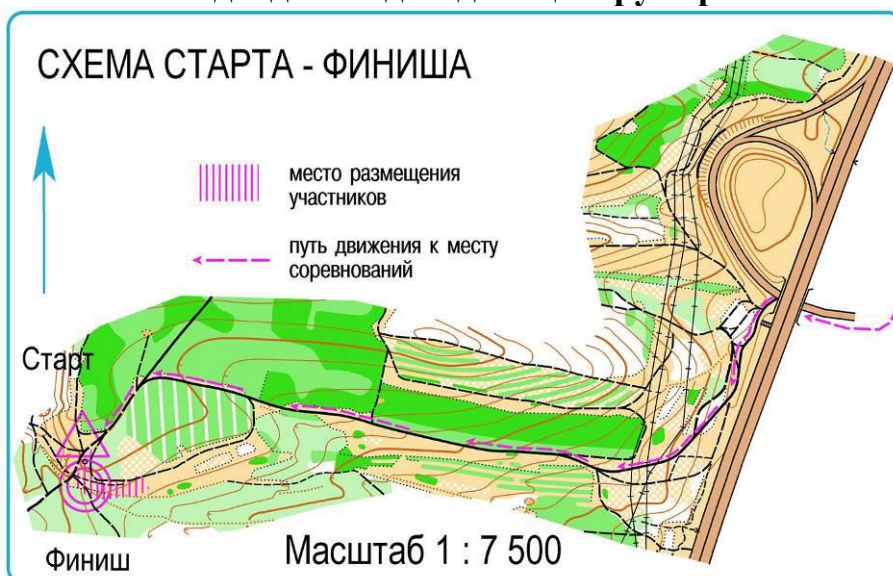 СХЕМА СТАРТА - ФИНИША
место размещения
участников
путь движения к месту
соревнований
Старт
Финиш
Масштаб 1 : 7 500